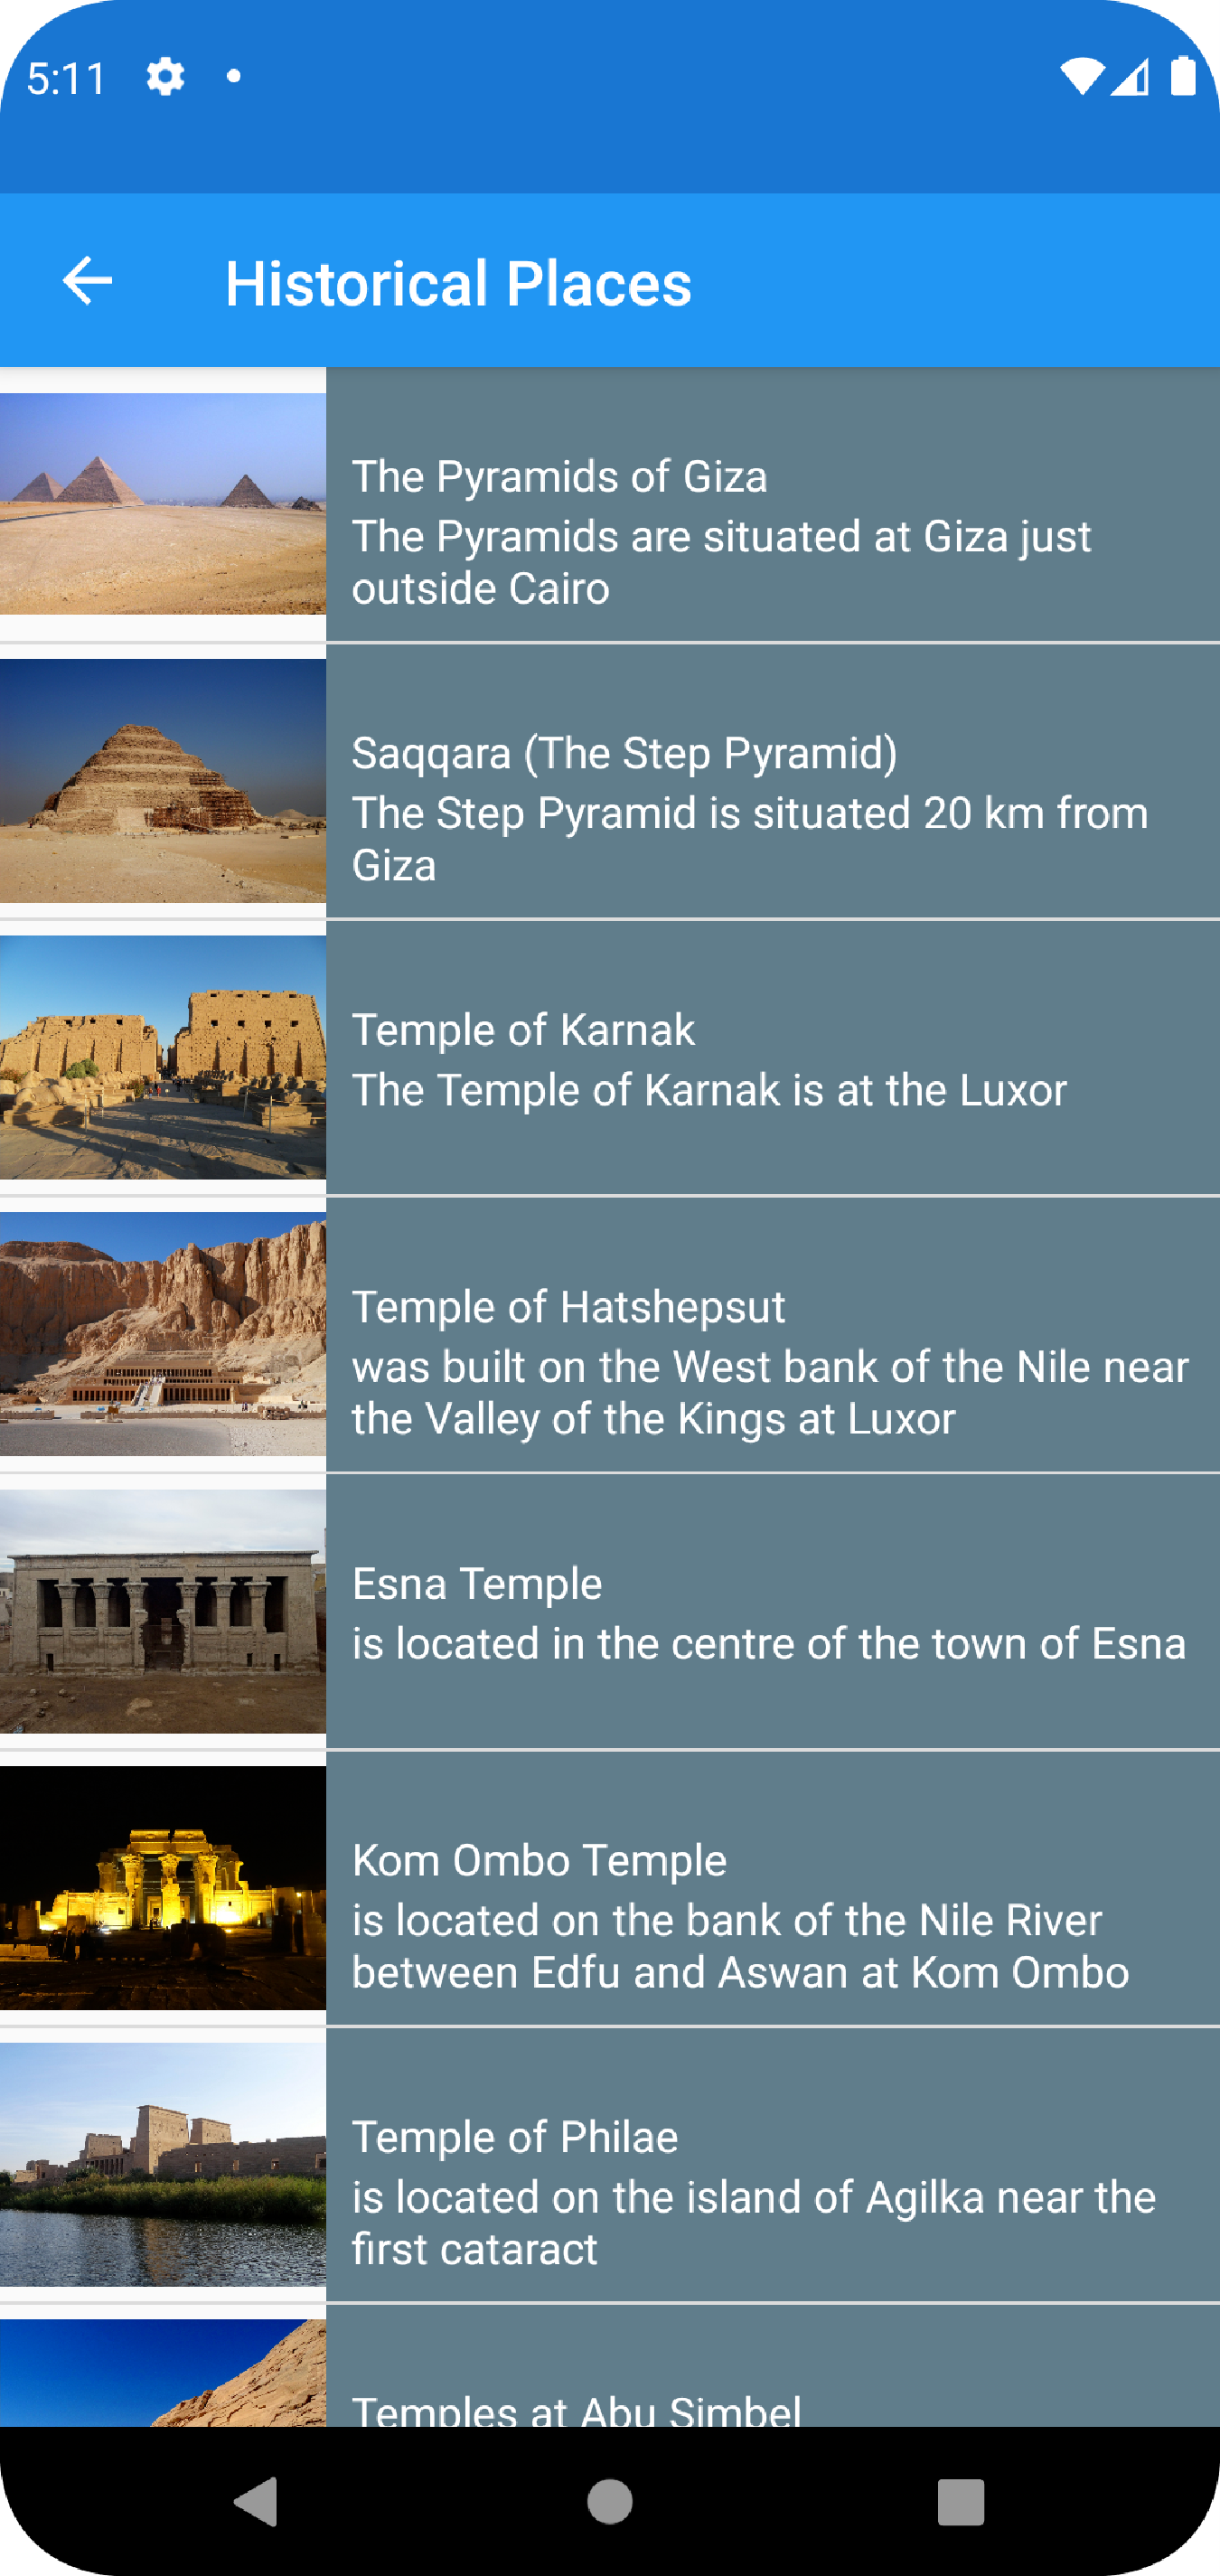 5:11
Historical Places
The Pyramids of Giza
The Pyramids are situated at Giza just
outside Cairo
Saqqara (The Step Pyramid)
The Step Pyramid is situated 20 km from
Giza
Temple of Karnak
The Temple of Karnak is at the Luxor
Temple of Hatshepsut
was built on the West bank of the Nile near
the Valley of the Kings at Luxor
Esna Temple
is located in the centre of the town of Esna
Kom Ombo Temple
is located on the bank of the Nile River
between Edfu and Aswan at Kom Ombo
Temple of Philae
is located on the island of Agilka near the
first cataract
Temples at Abu Simbel